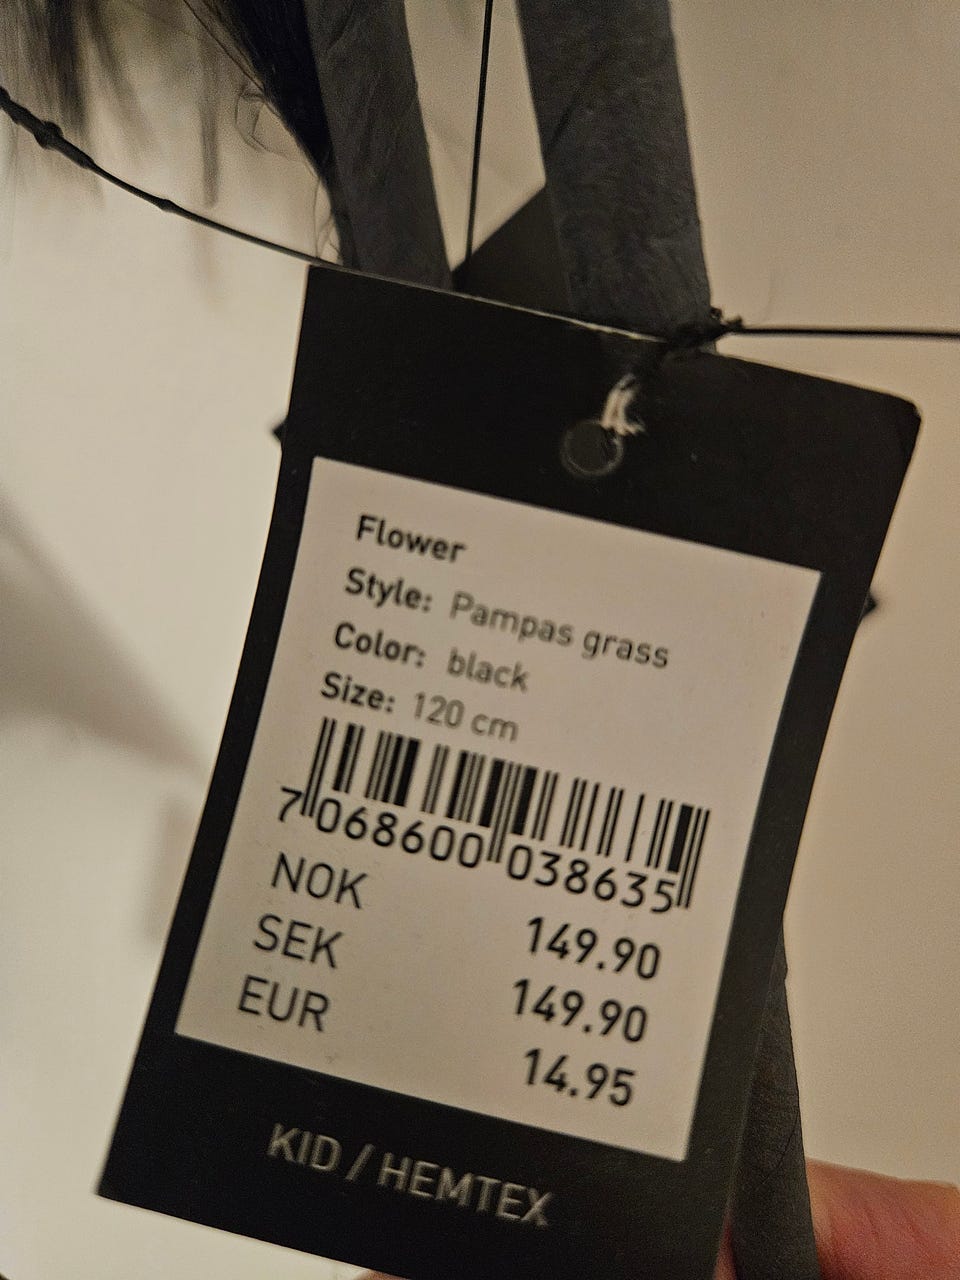 Flower
Style: Pampas grass
Color: black
Size: 120 cm
7 068600 038635
NOK 149.90
SEK 149.90
EUR 14.95
KID / HEMTEX